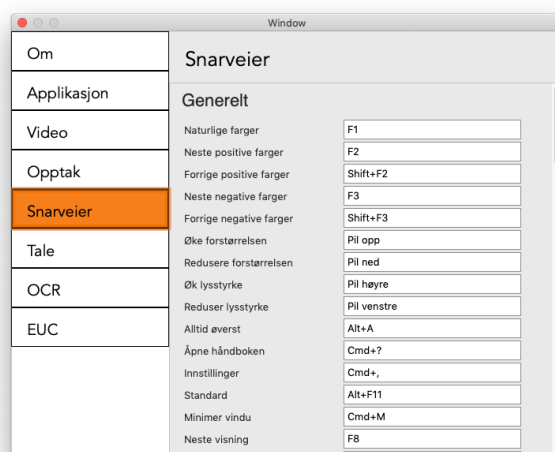 Window
Om
Applikasjon
Video
Opptak
Snarveier
Tale
OCR
EUC
Snarveier
Generelt
Naturlige farger F1
Neste positive farger F2
Forrige positive farger Shift+F2
Neste negative farger F3
Forrige negative farger Shift+F3
Øke forstørrelsen Pil opp
Redusere forstørrelsen Pil ned
Øk lysstyrke Pil høyre
Reduser lysstyrke Pil venstre
Alltid øverst Alt+A
Åpne håndboken Cmd+?
Innstillinger Cmd+,
Standard Alt+F11
Minimer vindu Cmd+M
Neste visning F8